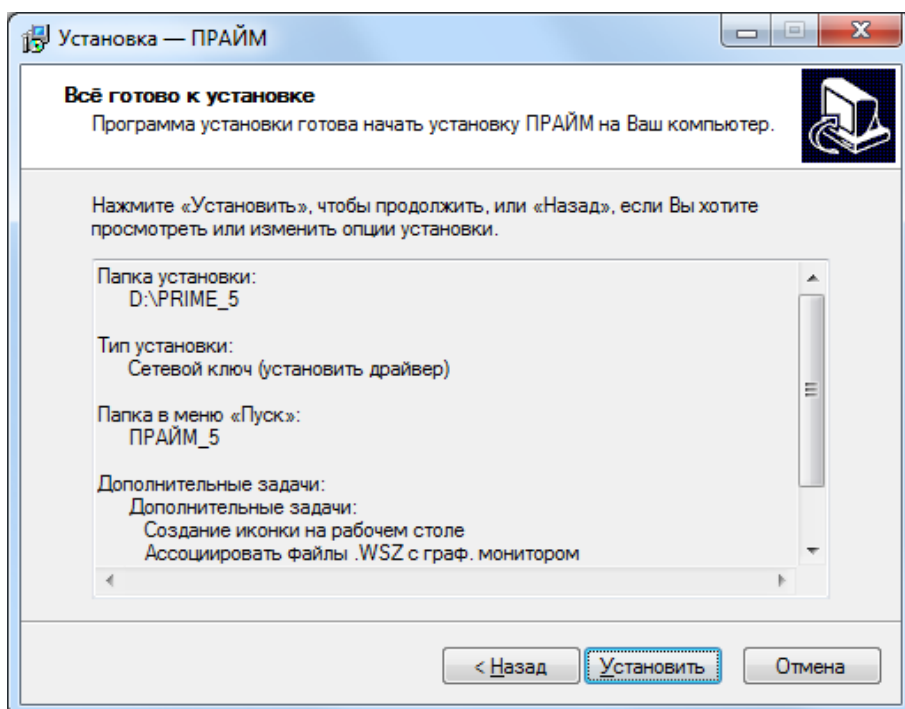 Установка — ПРАЙМ
Всё готово к установке
Программа установки готова начать установку ПРАЙМ на Ваш компьютер.
Нажмите «Установить», чтобы продолжить, или «Назад», если Вы хотите
просмотреть или изменить опции установки.
Папка установки:
D:\PRIME_5
Тип установки:
Сетевой ключ (установить драйвер)
Папка в меню «Пуск»:
ПРАЙМ_5
Дополнительные задачи:
Дополнительные задачи:
Создание иконки на рабочем столе
Ассоциировать файлы .WSZ с граф. монитором
< Назад Установить Отмена